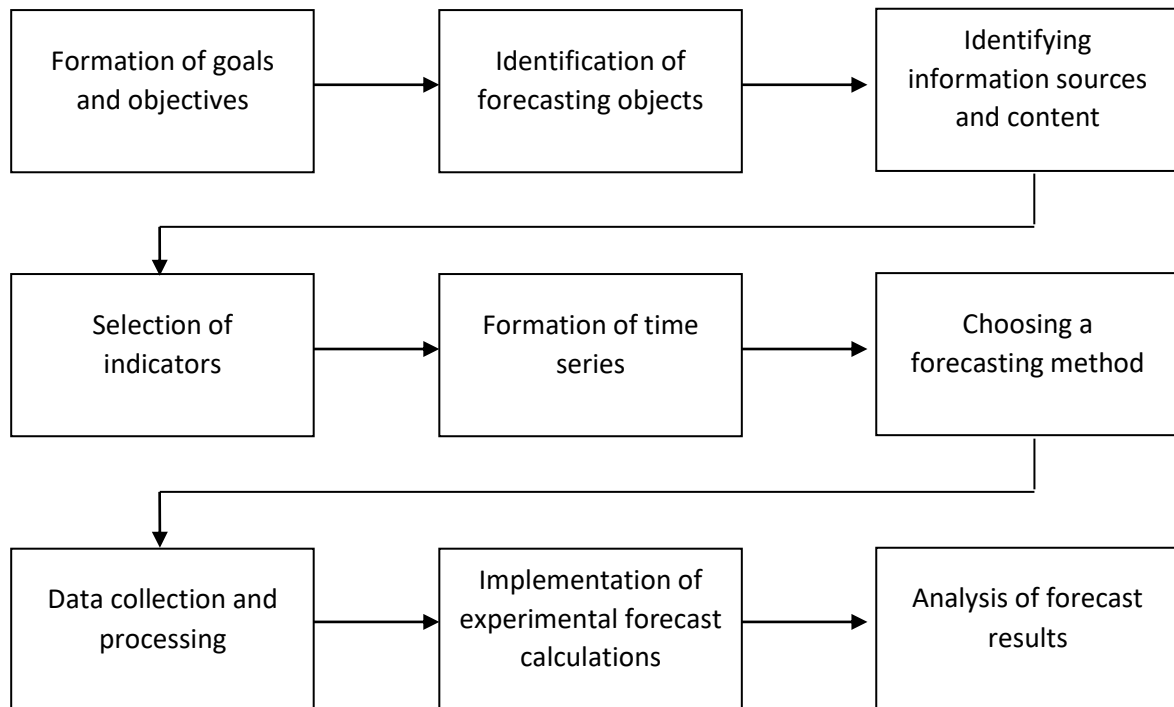 Formation of goals
and objectives
Identification of
forecasting objects
Identifying
information sources
and content
Selection of
indicators
Formation of time
series
Choosing a
forecasting method
Data collection and
processing
Implementation of
experimental forecast
calculations
Analysis of forecast
results